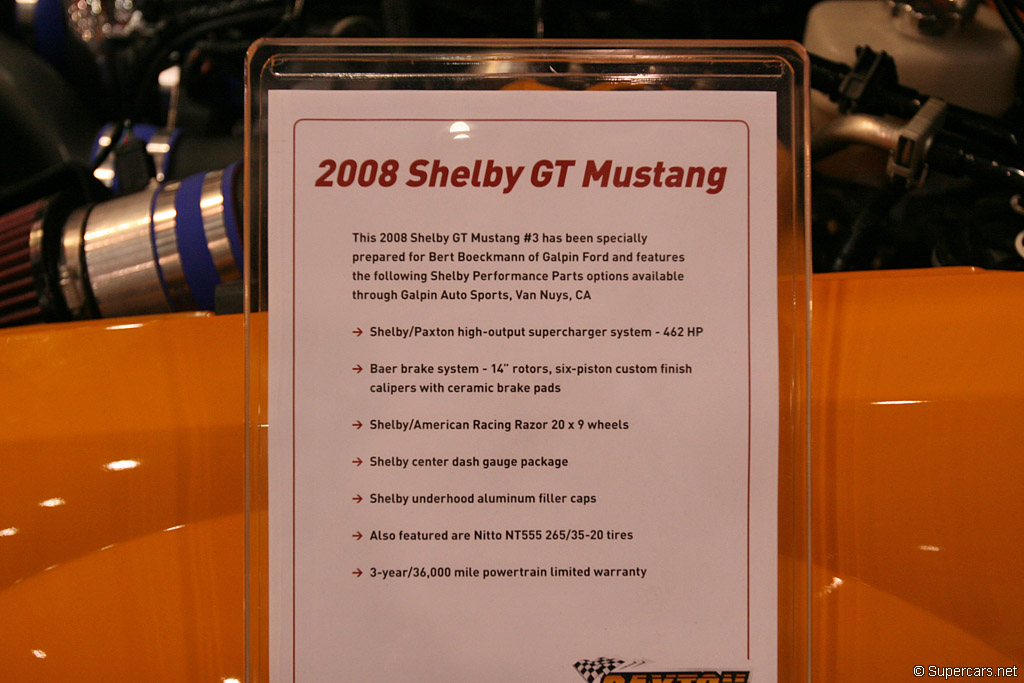 2008 Shelby GT Mustang
This 2008 Shelby GT Mustang #3 has been specially
prepared for Bert Boeckmann of Galpin Ford and features
the following Shelby Performance Parts options available
through Galpin Auto Sports, Van Nuys, CA
→ Shelby/Paxton high-output supercharger system - 462 HP
→ Baer brake system - 14" rotors, six-piston custom finish
calipers with ceramic brake pads
→ Shelby/American Racing Razor 20 x 9 wheels
→ Shelby center dash gauge package
→ Shelby underhood aluminum filler caps
→ Also featured are Nitto NT555 265/35-20 tires
→ 3-year/36,000 mile powertrain limited warranty
PAXTON
© Supercars.net